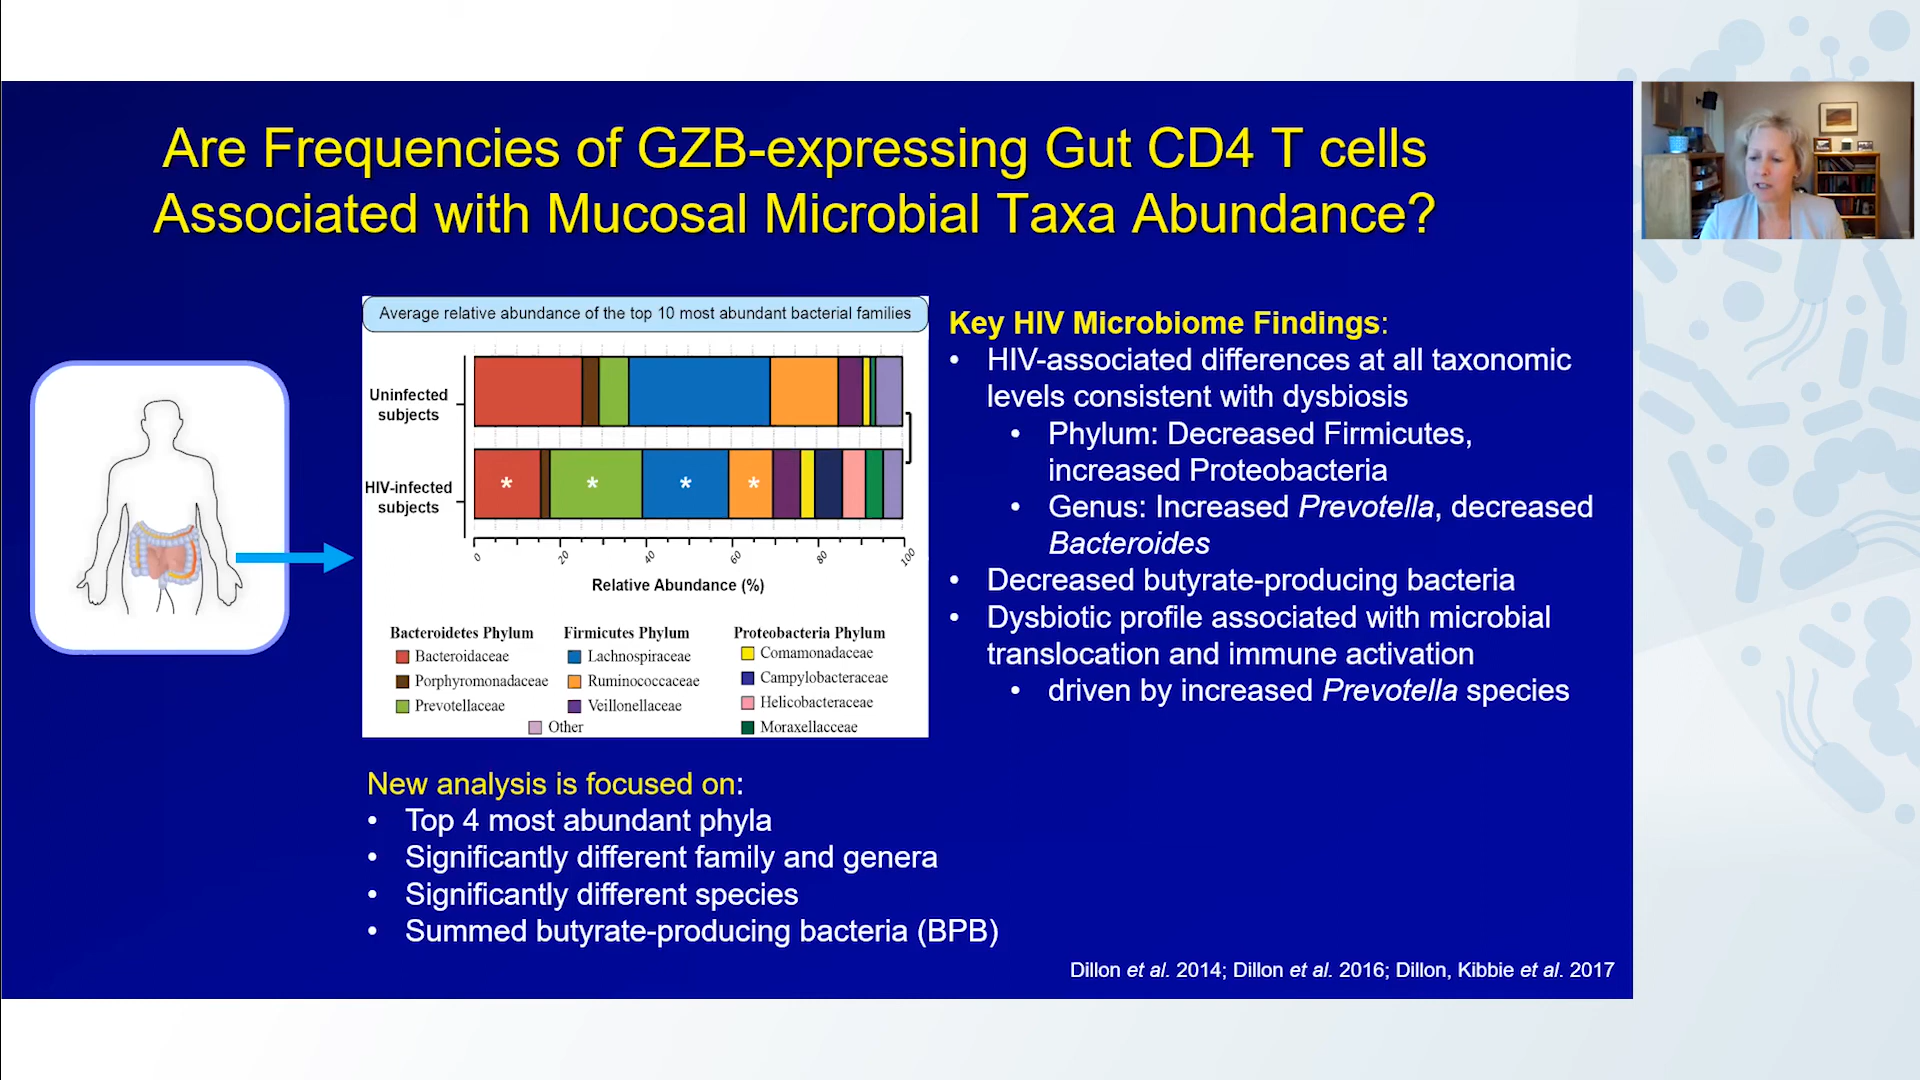 Are Frequencies of GZB-expressing Gut CD4 T cells
Associated with Mucosal Microbial Taxa Abundance?
Average relative abundance of the top 10 most abundant bacterial families
Uninfected
subjects
HIV-infected
subjects
* * * *
0 20 40 60 80 100
Relative Abundance (%)
Bacteroidetes Phylum
Bacteroidaceae
Porphyromonadaceae
Prevotellaceae
Firmicutes Phylum
Lachnospiraceae
Ruminococcaceae
Veillonellaceae
Proteobacteria Phylum
Comamonadaceae
Campylobacteraceae
Helicobacteraceae
Moraxellacceae
Other
Key HIV Microbiome Findings:
• HIV-associated differences at all taxonomic
levels consistent with dysbiosis
• Phylum: Decreased Firmicutes,
increased Proteobacteria
• Genus: Increased Prevotella, decreased
Bacteroides
• Decreased butyrate-producing bacteria
• Dysbiotic profile associated with microbial
translocation and immune activation
• driven by increased Prevotella species
New analysis is focused on:
• Top 4 most abundant phyla
• Significantly different family and genera
• Significantly different species
• Summed butyrate-producing bacteria (BPB)
Dillon et al. 2014; Dillon et al. 2016; Dillon, Kibbie et al. 2017